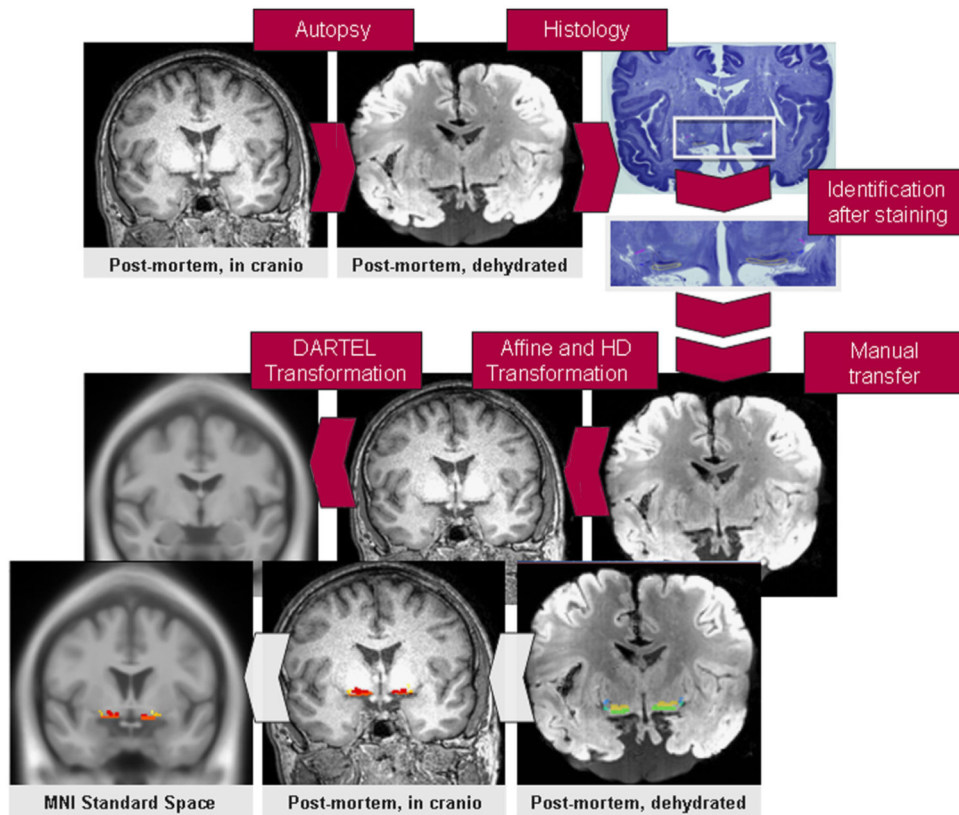 Autopsy
Histology
Post-mortem, in cranio
Post-mortem, dehydrated
Identification
after staining
DARTEL
Transformation
Affine and HD
Transformation
Manual
transfer
MNI Standard Space
Post-mortem, in cranio
Post-mortem, dehydrated